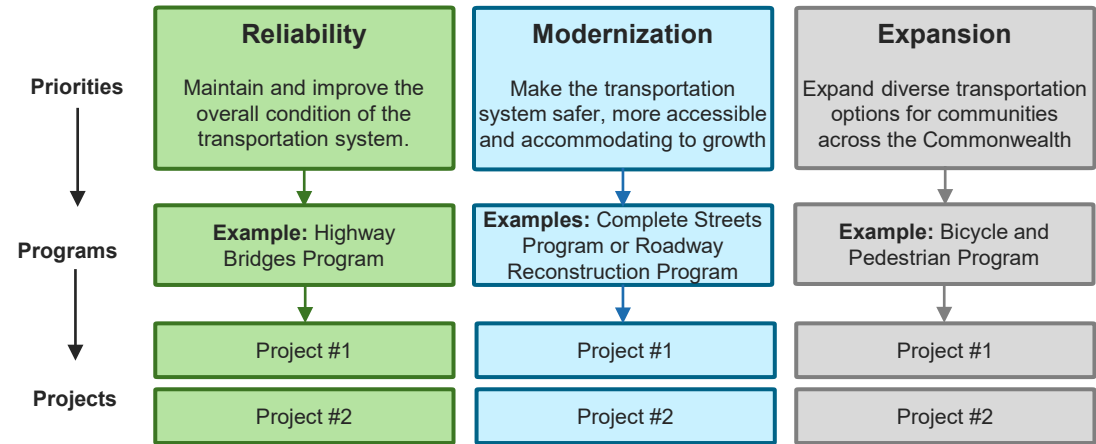 Priorities
Programs
Projects
Reliability
Maintain and improve the
overall condition of the
transportation system.
Example: Highway
Bridges Program
Project #1
Project #2
Modernization
Make the transportation
system safer, more accessible
and accommodating to growth
Examples: Complete Streets
Program or Roadway
Reconstruction Program
Project #1
Project #2
Expansion
Expand diverse transportation
options for communities
across the Commonwealth
Example: Bicycle and
Pedestrian Program
Project #1
Project #2